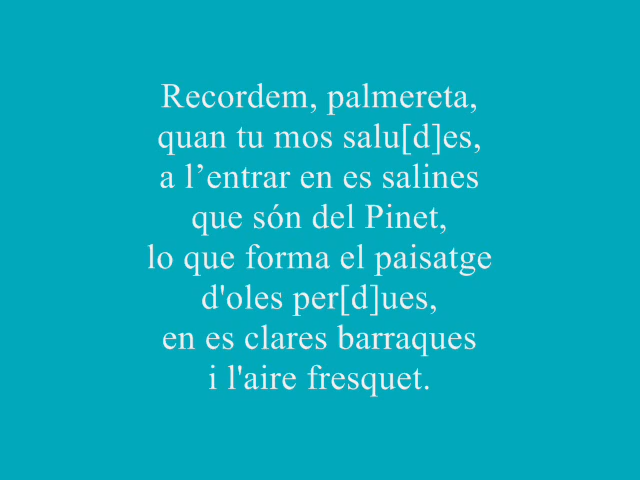 Recordem, palmereta,
quan tu mos salu[d]es,
a l’entrar en es salines
que són del Pinet,
lo que forma el paisatge
d'oles per[d]ues,
en es clares barraques
i l'aire fresquet.